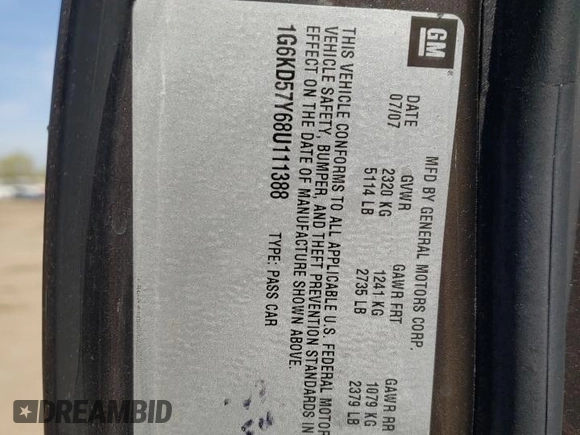 GM
MFD BY GENERAL MOTORS CORP.
DATE GVWR GAWR FRT GAWR RR
07/07 2320 KG 1241 KG 1079 KG
5114 LB 2735 LB 2379 LB
THIS VEHICLE CONFORMS TO ALL APPLICABLE U.S. FEDERAL MOTOR
VEHICLE SAFETY, BUMPER, AND THEFT PREVENTION STANDARDS IN
EFFECT ON THE DATE OF MANUFACTURE SHOWN ABOVE.
1G6KD57Y68U111388 TYPE: PASS CAR
DREAMBID